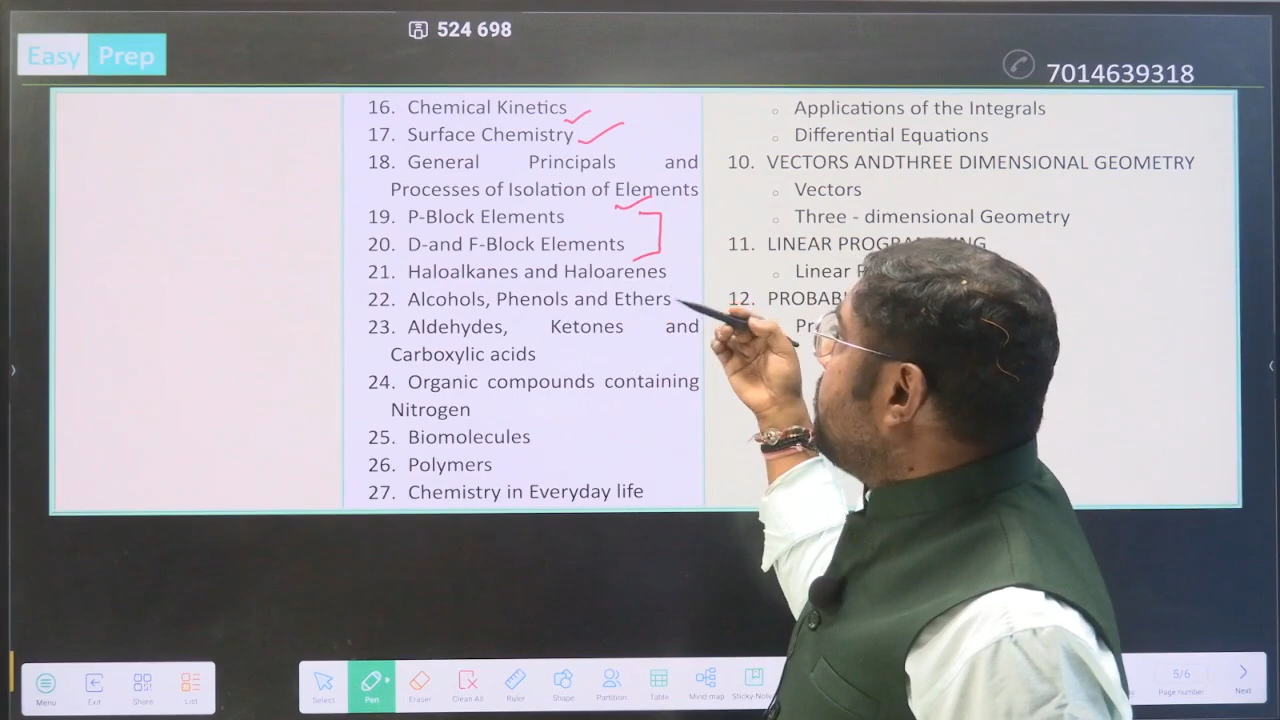 524 698
Easy Prep
7014639318
16. Chemical Kinetics
17. Surface Chemistry
18. General Principals and
Processes of Isolation of Elements
19. P-Block Elements
20. D-and F-Block Elements
21. Haloalkanes and Haloarenes
22. Alcohols, Phenols and Ethers
23. Aldehydes, Ketones and
Carboxylic acids
24. Organic compounds containing
Nitrogen
25. Biomolecules
26. Polymers
27. Chemistry in Everyday life
Applications of the Integrals
Differential Equations
10. VECTORS ANDTHREE DIMENSIONAL GEOMETRY
Vectors
Three - dimensional Geometry
11. LINEAR PROGRAMMING
Linear
12.
Menu Exit Share List
Select Pen Eraser Clean All Ruler Shape Partition Table Mind map Sticky-Note
5/6
Page number Next